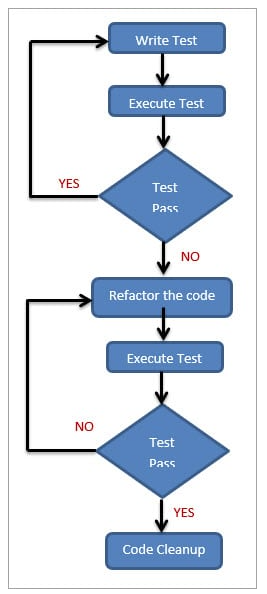 Write Test
Execute Test
YES
Test
Pass
NO
Refactor the code
Execute Test
NO
Test
Pass
YES
Code Cleanup